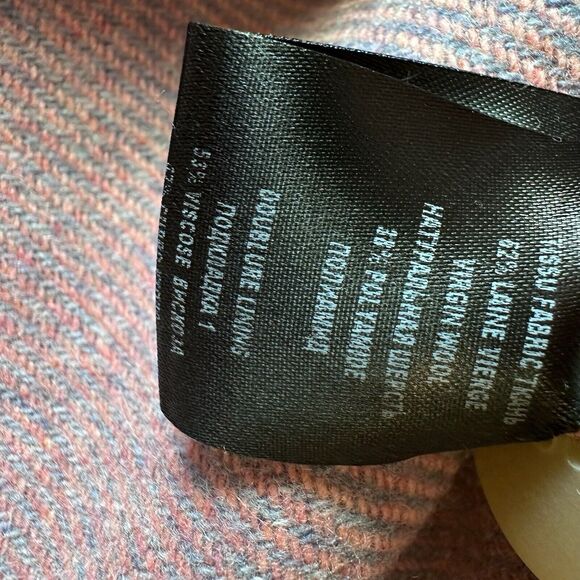 TISSU FABRIC ТКАНЬ
62% LAINE VIERGE
VIRGIN WOOL
НАТУРАЛЬНАЯ ШЕРСТЬ
38% POLYAMIDE
ПОЛИАМИД
DOUBLURE LINING
ПОДКЛАДКА 1
53% VISCOSE ВИСКОЗА